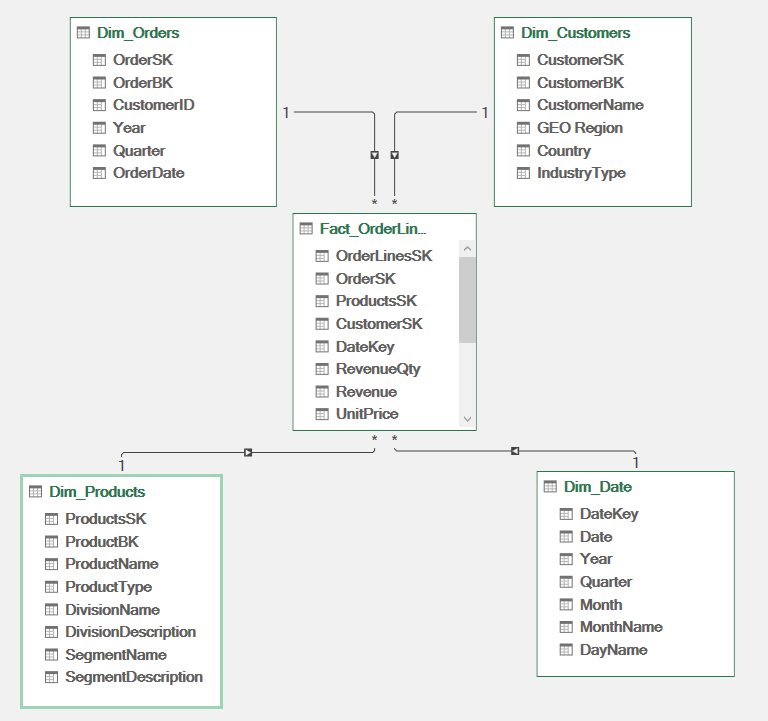 Dim_Orders
OrderSK
OrderBK
CustomerID
Year
Quarter
OrderDate
Dim_Customers
CustomerSK
CustomerBK
CustomerName
GEO Region
Country
IndustryType
1
1
* *
Fact_OrderLin...
OrderLinesSK
OrderSK
ProductsSK
CustomerSK
DateKey
RevenueQty
Revenue
UnitPrice
* *
1
1
Dim_Products
ProductsSK
ProductBK
ProductName
ProductType
DivisionName
DivisionDescription
SegmentName
SegmentDescription
Dim_Date
DateKey
Date
Year
Quarter
Month
MonthName
DayName